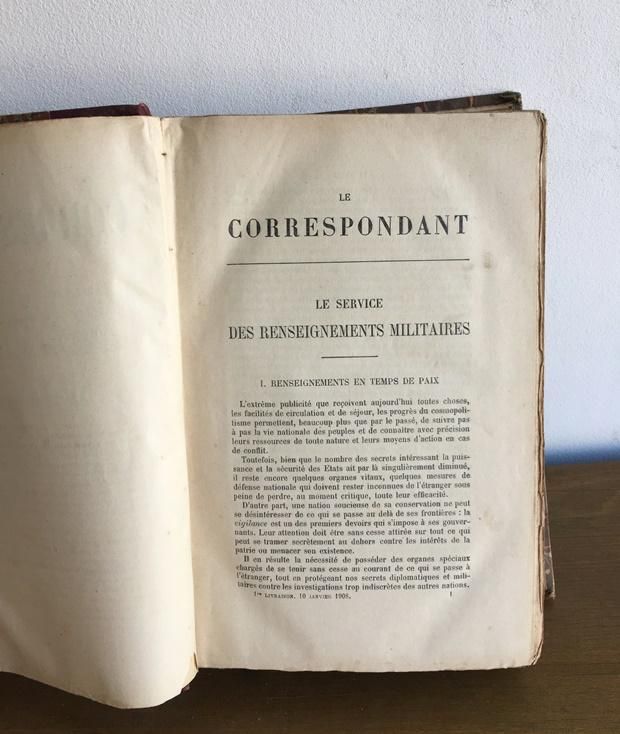 LE
CORRESPONDANT
LE SERVICE
DES RENSEIGNEMENTS MILITAIRES
I. RENSEIGNEMENTS EN TEMPS DE PAIX
L'extrême publicité que reçoivent aujourd'hui toutes choses,
les facilités de circulation et de séjour, les progrès du cosmopoli-
tisme permettent, beaucoup plus que par le passé, de suivre pas
à pas la vie nationale des peuples et de connaître avec précision
leurs ressources de toute nature et leurs moyens d'action en cas
de conflit.
Toutefois, bien que le nombre des secrets intéressant la puis-
sance et la sécurité des Etats ait par là singulièrement diminué,
il reste encore quelques organes vitaux, quelques mesures de
défense nationale qui doivent rester inconnues de l'étranger sous
peine de perdre, au moment critique, toute leur efficacité.
D'autre part, une nation soucieuse de sa conservation ne peut
se désintéresser de ce qui se passe au delà de ses frontières : la
vigilance est un des premiers devoirs qui s'impose à ses gouver-
nants. Leur attention doit être sans cesse attirée sur tout ce qui
peut se tramer secrètement au dehors contre les intérêts de la
patrie ou menacer son existence.
Il en résulte la nécessité de posséder des organes spéciaux
chargés de se tenir sans cesse au courant de ce qui se passe à
l'étranger, tout en protégeant nos secrets diplomatiques et mili-
taires contre les investigations trop indiscrètes des autres nations.
1re LIVRAISON. 10 JANVIER 1908. 1